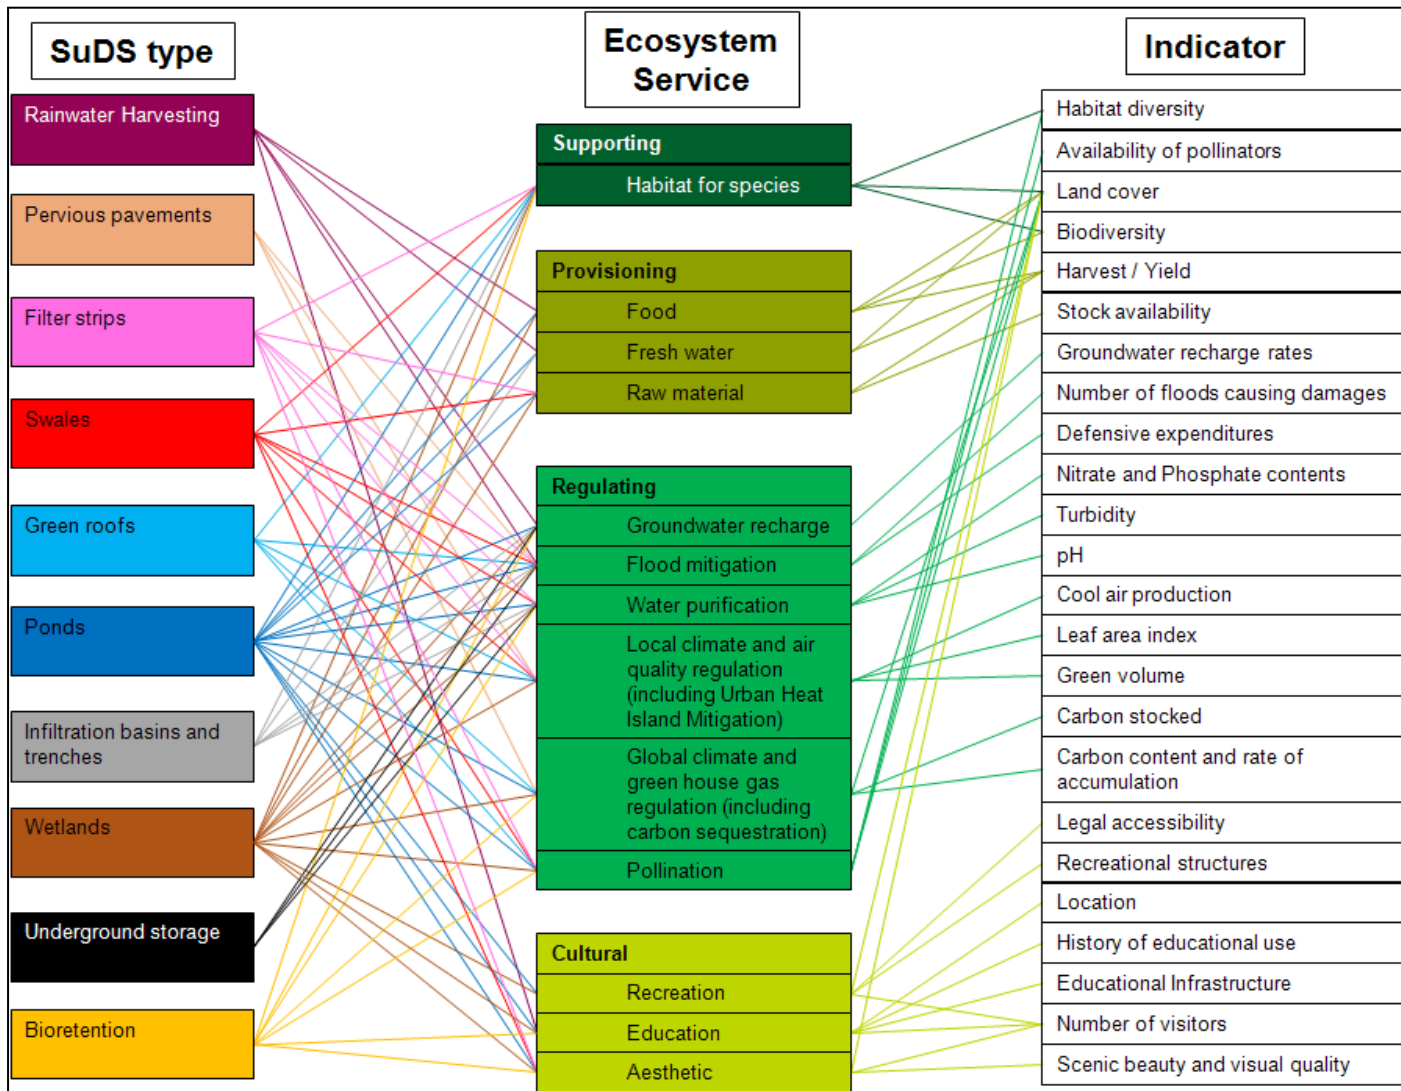 SuDS type
Rainwater Harvesting
Pervious pavements
Filter strips
Swales
Green roofs
Ponds
Infiltration basins and
trenches
Wetlands
Underground storage
Bioretention
Ecosystem
Service
Supporting
Habitat for species
Provisioning
Food
Fresh water
Raw material
Regulating
Groundwater recharge
Flood mitigation
Water purification
Local climate and air
quality regulation
(including Urban Heat
Island Mitigation)
Global climate and
green house gas
regulation (including
carbon sequestration)
Pollination
Cultural
Recreation
Education
Aesthetic
Indicator
Habitat diversity
Availability of pollinators
Land cover
Biodiversity
Harvest / Yield
Stock availability
Groundwater recharge rates
Number of floods causing damages
Defensive expenditures
Nitrate and Phosphate contents
Turbidity
pH
Cool air production
Leaf area index
Green volume
Carbon stocked
Carbon content and rate of
accumulation
Legal accessibility
Recreational structures
Location
History of educational use
Educational Infrastructure
Number of visitors
Scenic beauty and visual quality